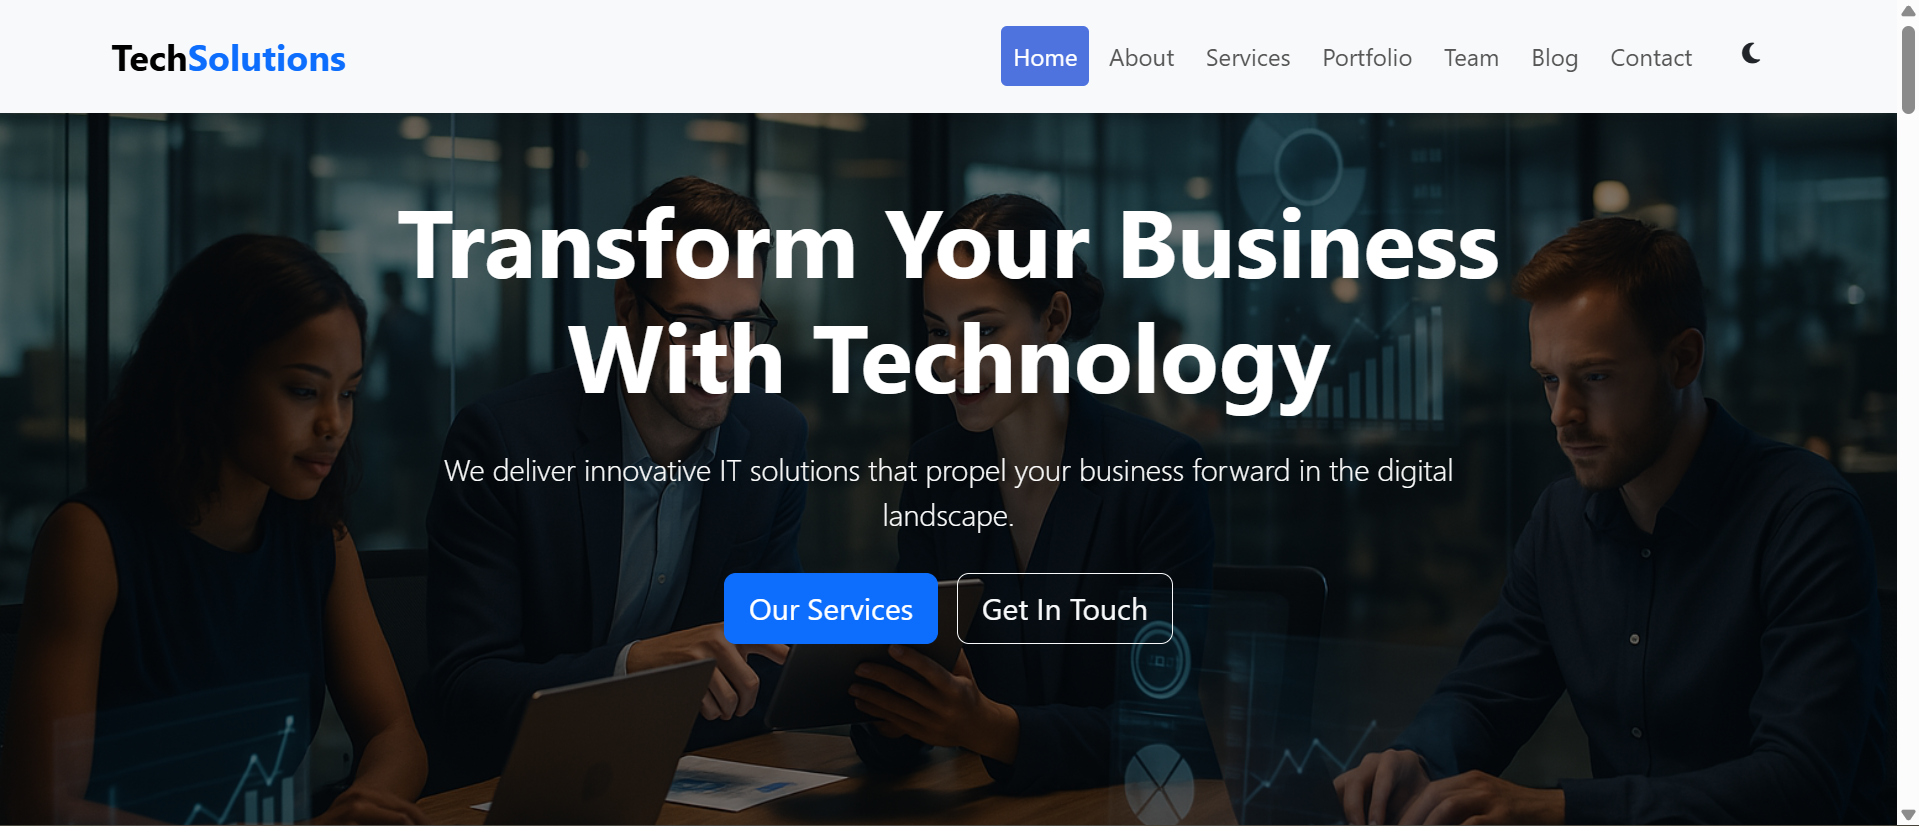 TechSolutions
Home About Services Portfolio Team Blog Contact
Transform Your Business
With Technology
We deliver innovative IT solutions that propel your business forward in the digital
landscape.
Our Services Get In Touch